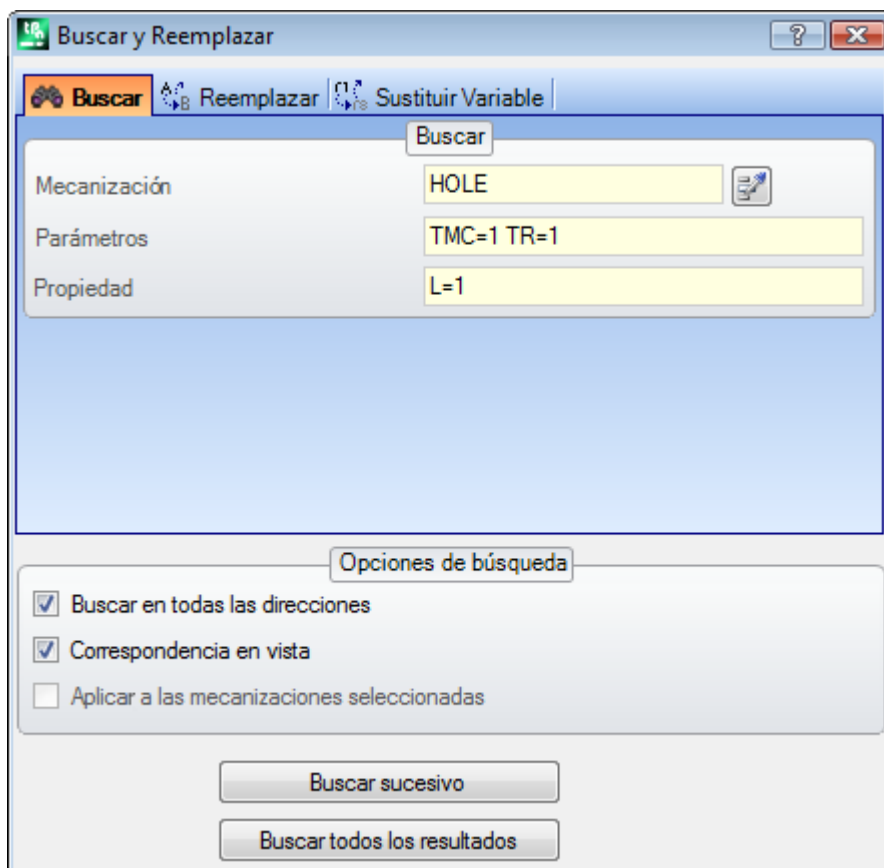 Buscar y Reemplazar
Buscar Reemplazar Sustituir Variable
Buscar
Mecanización HOLE
Parámetros TMC=1 TR=1
Propiedad L=1
Opciones de búsqueda
Buscar en todas las direcciones
Correspondencia en vista
Aplicar a las mecanizaciones seleccionadas
Buscar sucesivo
Buscar todos los resultados